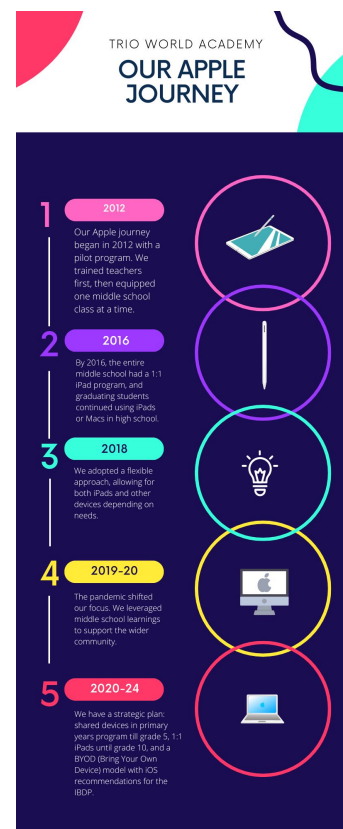 TRIO WORLD ACADEMY
OUR APPLE
JOURNEY
1
2012
Our Apple journey
began in 2012 with a
pilot program. We
trained teachers
first, then equipped
one middle school
class at a time.
2
2016
By 2016, the entire
middle school had a 1:1
iPad program, and
graduating students
continued using iPads
or Macs in high school.
3
2018
We adopted a flexible
approach, allowing for
both iPads and other
devices depending on
needs.
4
2019-20
The pandemic shifted
our focus. We leveraged
middle school learnings
to support the wider
community.
5
2020-24
We have a strategic plan:
shared devices in primary
years program till grade 5, 1:1
iPads until grade 10, and a
BYOD (Bring Your Own
Device) model with iOS
recommendations for the
IBDP.